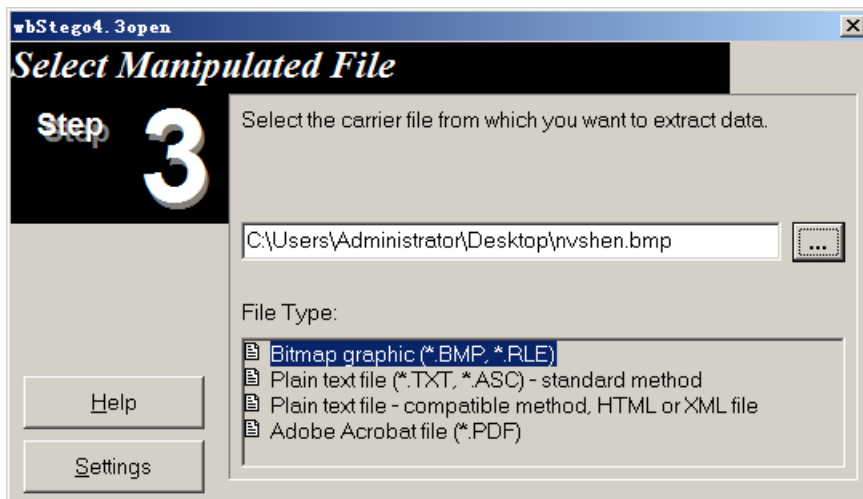 wbStego4.3open
Select Manipulated File
Step 3
Select the carrier file from which you want to extract data.
C:\Users\Administrator\Desktop\nvshen.bmp
...
File Type:
Bitmap graphic (*.BMP, *.RLE)
Plain text file (*.TXT, *.ASC) - standard method
Plain text file - compatible method, HTML or XML file
Adobe Acrobat file (*.PDF)
Help
Settings